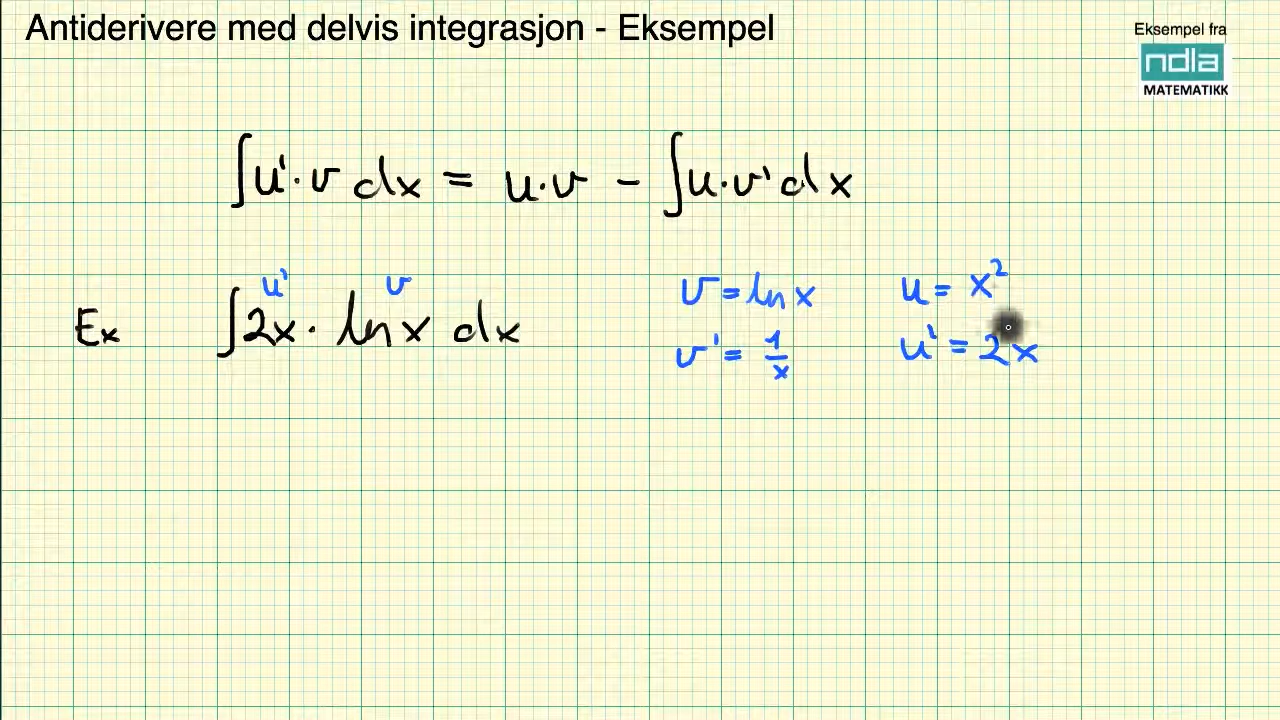 Antiderivere med delvis integrasjon - Eksempel
Eksempel fra
ndla
MATEMATIKK
∫u'·v dx = u·v - ∫u·v' dx
u' v
Ex ∫2x·ln x dx
v = ln x u = x²
v' = 1/x u' = 2x